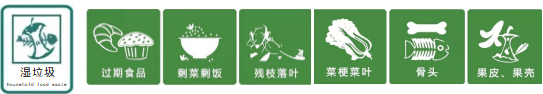 湿垃圾
Household food waste
过期食品
剩菜剩饭
残枝落叶
菜梗菜叶
骨头
果皮、果壳